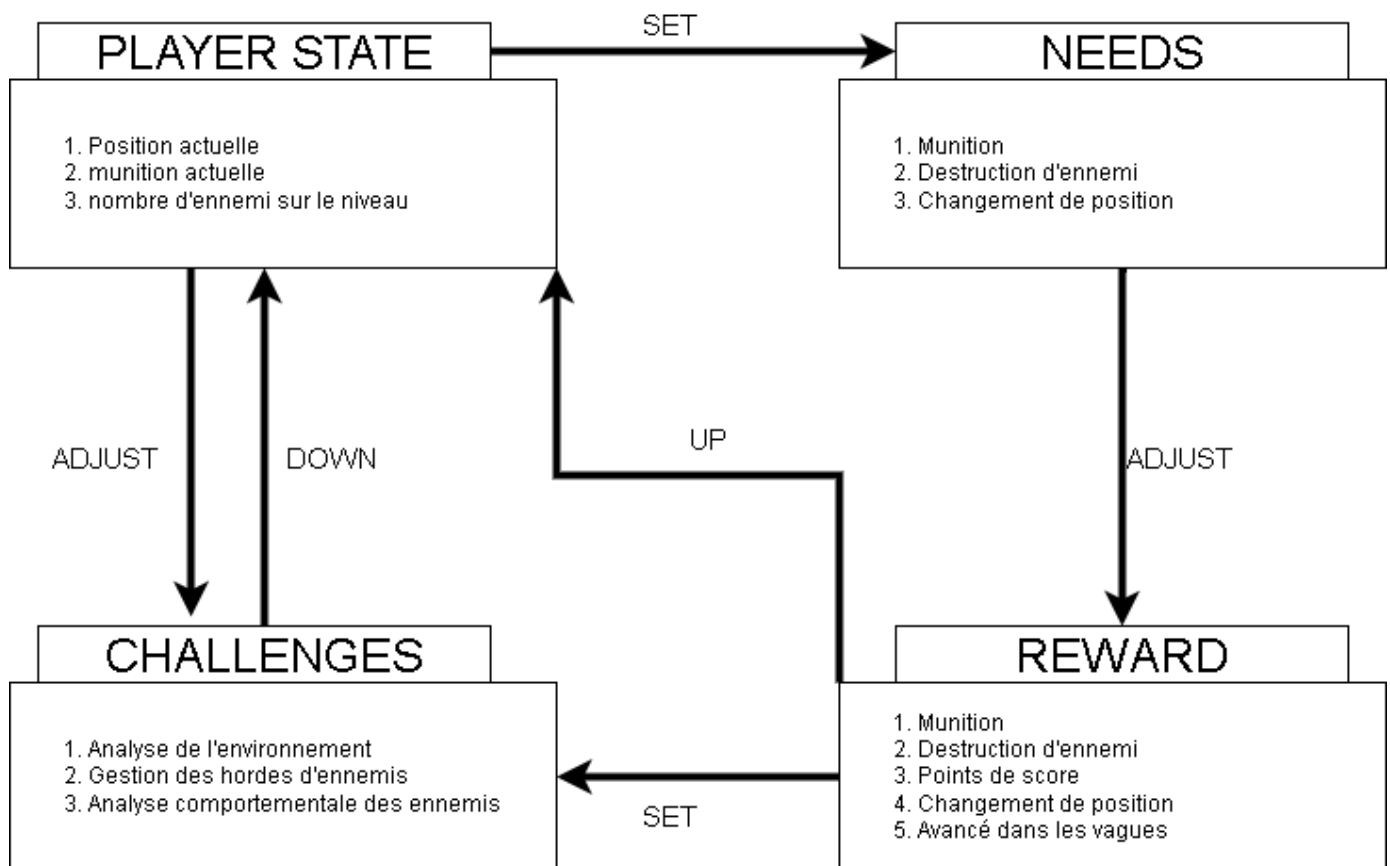 SET
PLAYER STATE
1. Position actuelle
2. munition actuelle
3. nombre d'ennemi sur le niveau
NEEDS
1. Munition
2. Destruction d'ennemi
3. Changement de position
ADJUST
DOWN
UP
ADJUST
CHALLENGES
1. Analyse de l'environnement
2. Gestion des hordes d'ennemis
3. Analyse comportementale des ennemis
SET
REWARD
1. Munition
2. Destruction d'ennemi
3. Points de score
4. Changement de position
5. Avancé dans les vagues